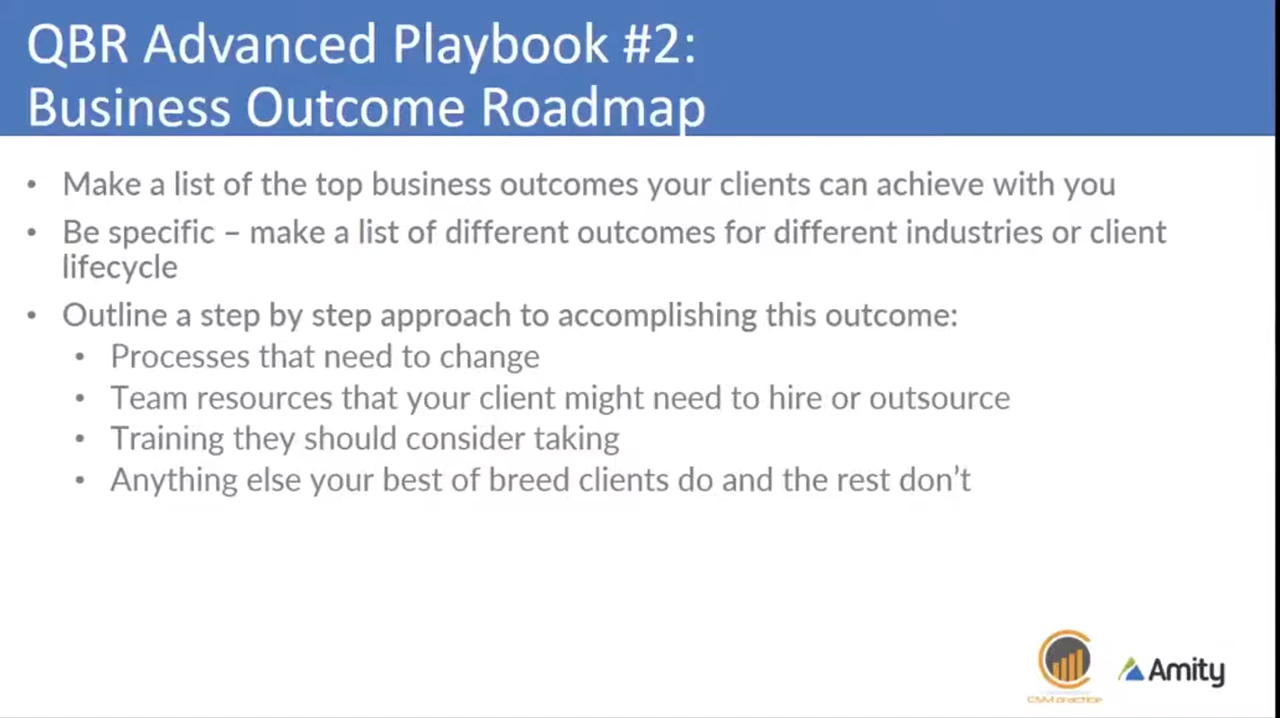 QBR Advanced Playbook #2:
Business Outcome Roadmap
• Make a list of the top business outcomes your clients can achieve with you
• Be specific – make a list of different outcomes for different industries or client
lifecycle
• Outline a step by step approach to accomplishing this outcome:
• Processes that need to change
• Team resources that your client might need to hire or outsource
• Training they should consider taking
• Anything else your best of breed clients do and the rest don't
CSM practice
Amity